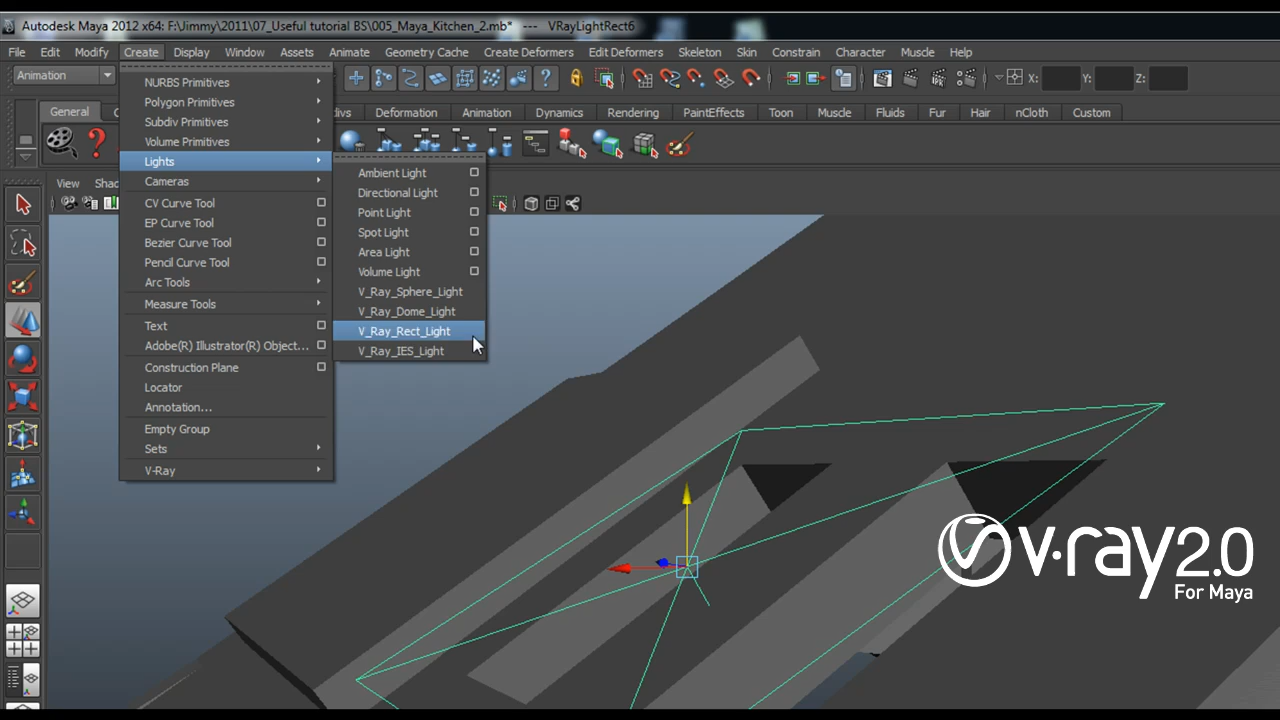 Autodesk Maya 2012 x64: F:\Jimmy\2011\07_Useful tutorial BS\005_Maya_Kitchen_2.mb* --- VRayLightRect6
File Edit Modify Create Display Window Assets Animate Geometry Cache Create Deformers Edit Deformers Skeleton Skin Constrain Character Muscle Help
Animation X: Y: Z:
General Deformation Animation Dynamics Rendering PaintEffects Toon Muscle Fluids Fur Hair nCloth Custom
View
NURBS Primitives
Polygon Primitives
Subdiv Primitives
Volume Primitives
Lights
Cameras
CV Curve Tool
EP Curve Tool
Bezier Curve Tool
Pencil Curve Tool
Arc Tools
Measure Tools
Text
Adobe(R) Illustrator(R) Object...
Construction Plane
Locator
Annotation...
Empty Group
Sets
V-Ray
Ambient Light
Directional Light
Point Light
Spot Light
Area Light
Volume Light
V_Ray_Sphere_Light
V_Ray_Dome_Light
V_Ray_Rect_Light
V_Ray_IES_Light
v·ray 2.0
For Maya